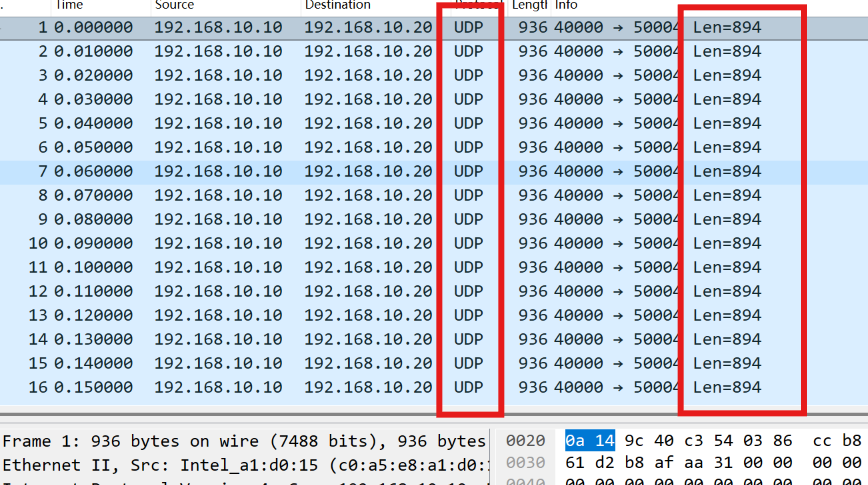 Time Source Destination Protocol Lengtl Info
1 0.000000 192.168.10.10 192.168.10.20 UDP 936 40000 → 50004 Len=894
2 0.010000 192.168.10.10 192.168.10.20 UDP 936 40000 → 50004 Len=894
3 0.020000 192.168.10.10 192.168.10.20 UDP 936 40000 → 50004 Len=894
4 0.030000 192.168.10.10 192.168.10.20 UDP 936 40000 → 50004 Len=894
5 0.040000 192.168.10.10 192.168.10.20 UDP 936 40000 → 50004 Len=894
6 0.050000 192.168.10.10 192.168.10.20 UDP 936 40000 → 50004 Len=894
7 0.060000 192.168.10.10 192.168.10.20 UDP 936 40000 → 50004 Len=894
8 0.070000 192.168.10.10 192.168.10.20 UDP 936 40000 → 50004 Len=894
9 0.080000 192.168.10.10 192.168.10.20 UDP 936 40000 → 50004 Len=894
10 0.090000 192.168.10.10 192.168.10.20 UDP 936 40000 → 50004 Len=894
11 0.100000 192.168.10.10 192.168.10.20 UDP 936 40000 → 50004 Len=894
12 0.110000 192.168.10.10 192.168.10.20 UDP 936 40000 → 50004 Len=894
13 0.120000 192.168.10.10 192.168.10.20 UDP 936 40000 → 50004 Len=894
14 0.130000 192.168.10.10 192.168.10.20 UDP 936 40000 → 50004 Len=894
15 0.140000 192.168.10.10 192.168.10.20 UDP 936 40000 → 50004 Len=894
16 0.150000 192.168.10.10 192.168.10.20 UDP 936 40000 → 50004 Len=894
Frame 1: 936 bytes on wire (7488 bits), 936 bytes
Ethernet II, Src: Intel_a1:d0:15 (c0:a5:e8:a1:d0:
0020 0a 14 9c 40 c3 54 03 86 cc b8
0030 61 d2 b8 af aa 31 00 00 00 00